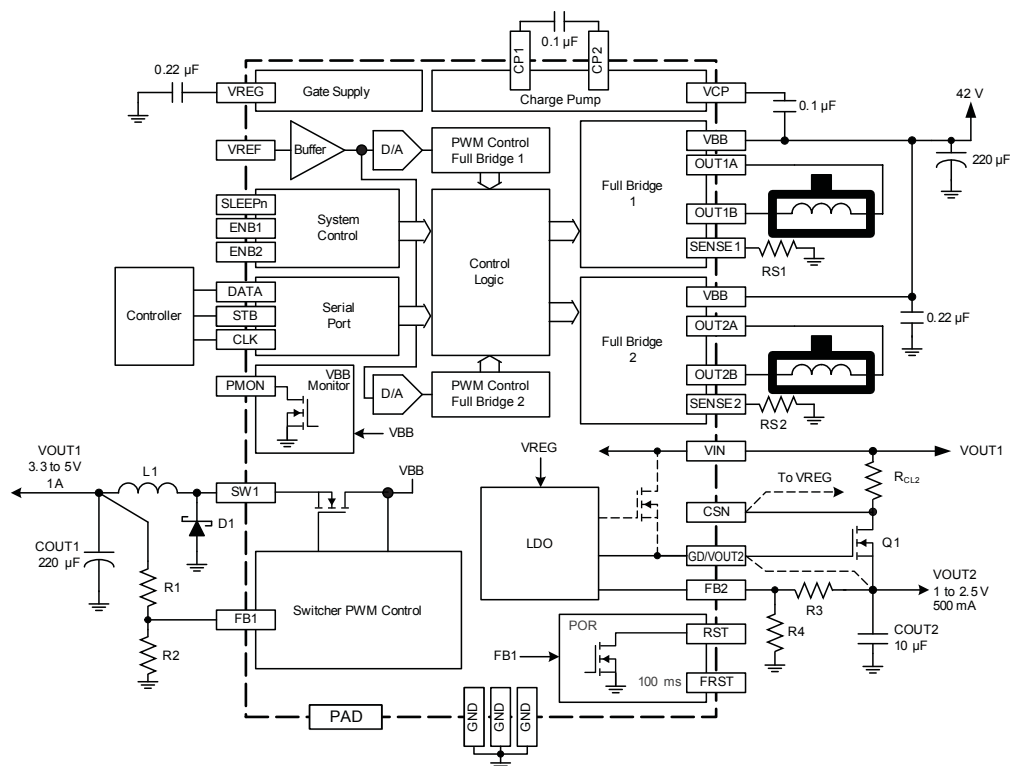 0.1 µF
CP1
CP2
0.22 µF
VREG
Gate Supply
Charge Pump
VCP
0.1 µF
42 V
VREF
Buffer
D/A
PWM Control
Full Bridge 1
VBB
220 µF
OUT1A
Full Bridge
1
SLEEPn
ENB1
ENB2
System
Control
OUT1B
SENSE1
RS1
Control
Logic
Controller
DATA
STB
CLK
Serial
Port
VBB
OUT2A
0.22 µF
Full Bridge
2
PMON
VBB
Monitor
D/A
PWM Control
Full Bridge 2
OUT2B
SENSE2
RS2
VBB
VOUT1
3.3 to 5V
1A
L1
SW1
VBB
VREG
VIN
VOUT1
To VREG
RCL2
CSN
D1
COUT1
220 µF
LDO
Q1
GD/VOUT2
R1
Switcher PWM Control
FB2
R3
VOUT2
1 to 2.5 V
500 mA
FB1
R4
COUT2
10 µF
R2
POR
RST
FB1
100 ms
FRST
PAD
GND
GND
GND